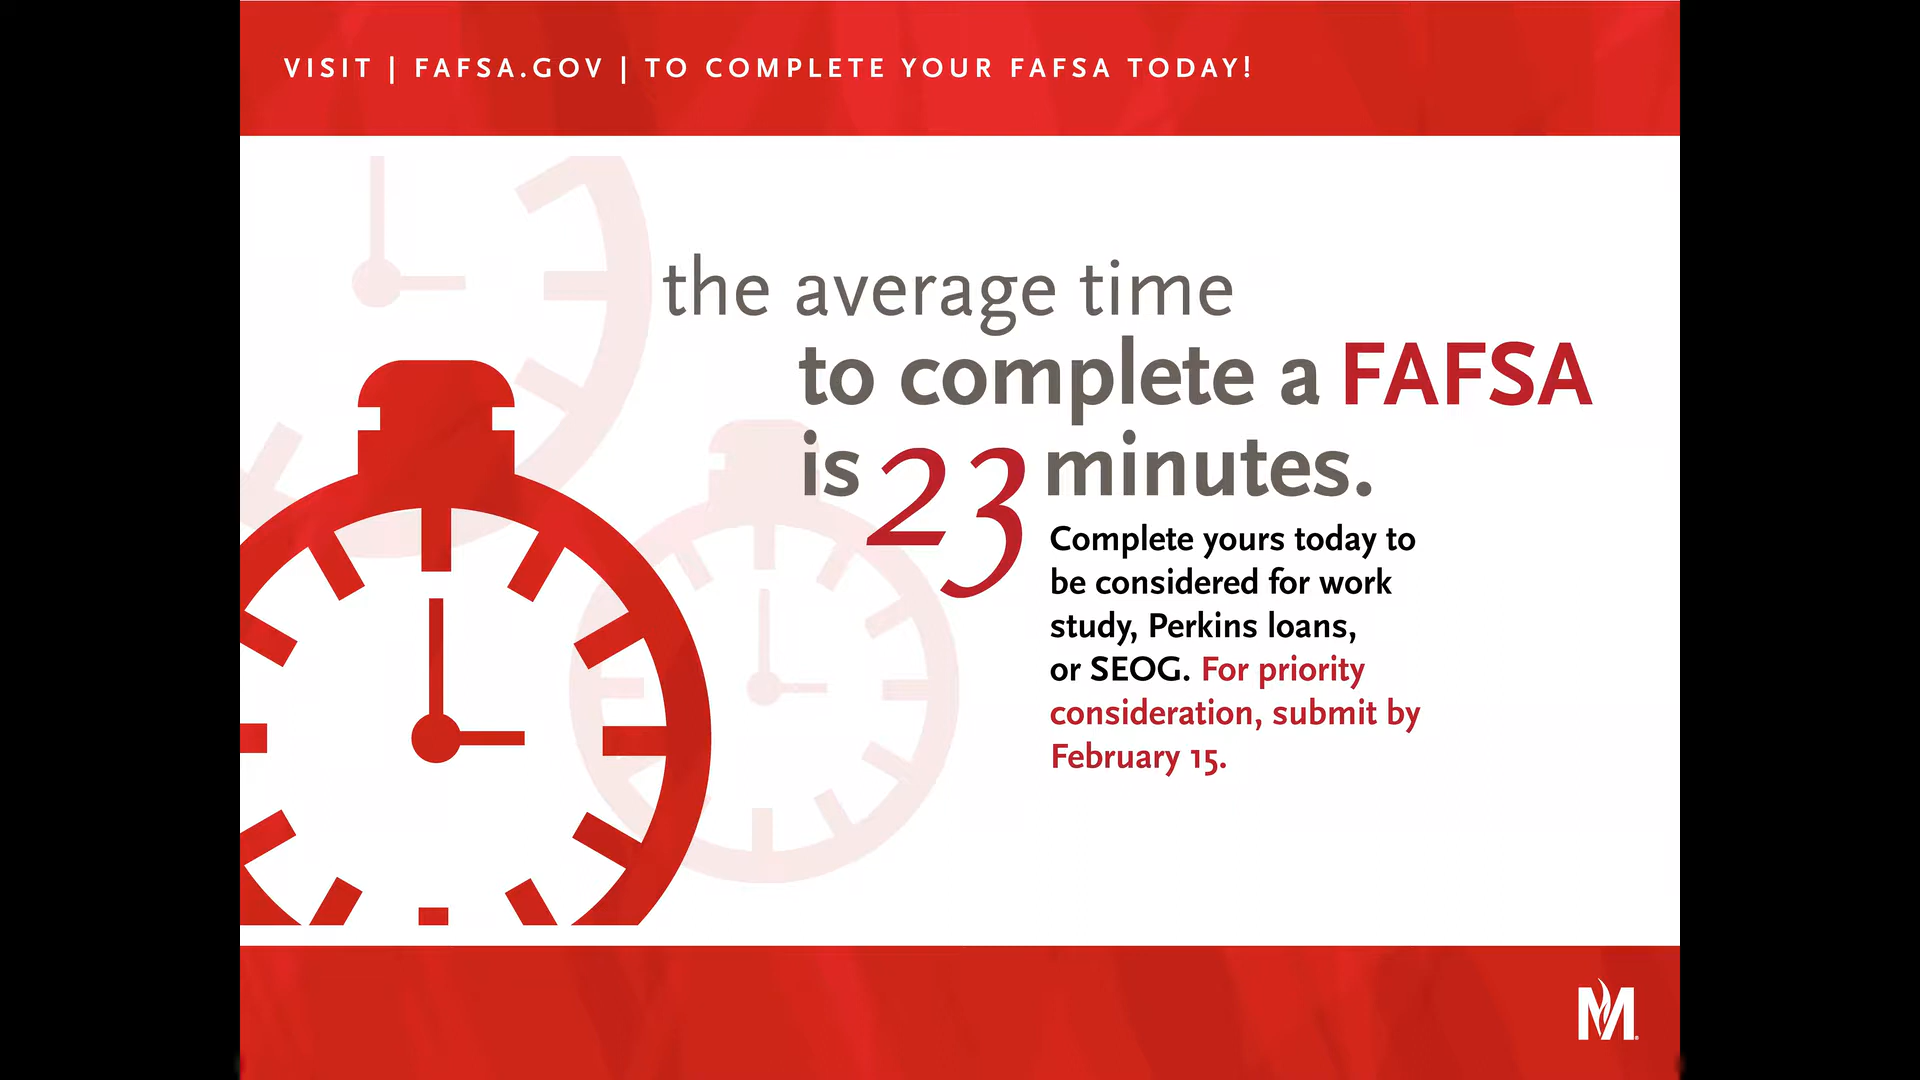 VISIT | FAFSA.GOV | TO COMPLETE YOUR FAFSA TODAY!
the average time
to complete a FAFSA
is 23 minutes.
Complete yours today to
be considered for work
study, Perkins loans,
or SEOG. For priority
consideration, submit by
February 15.
M